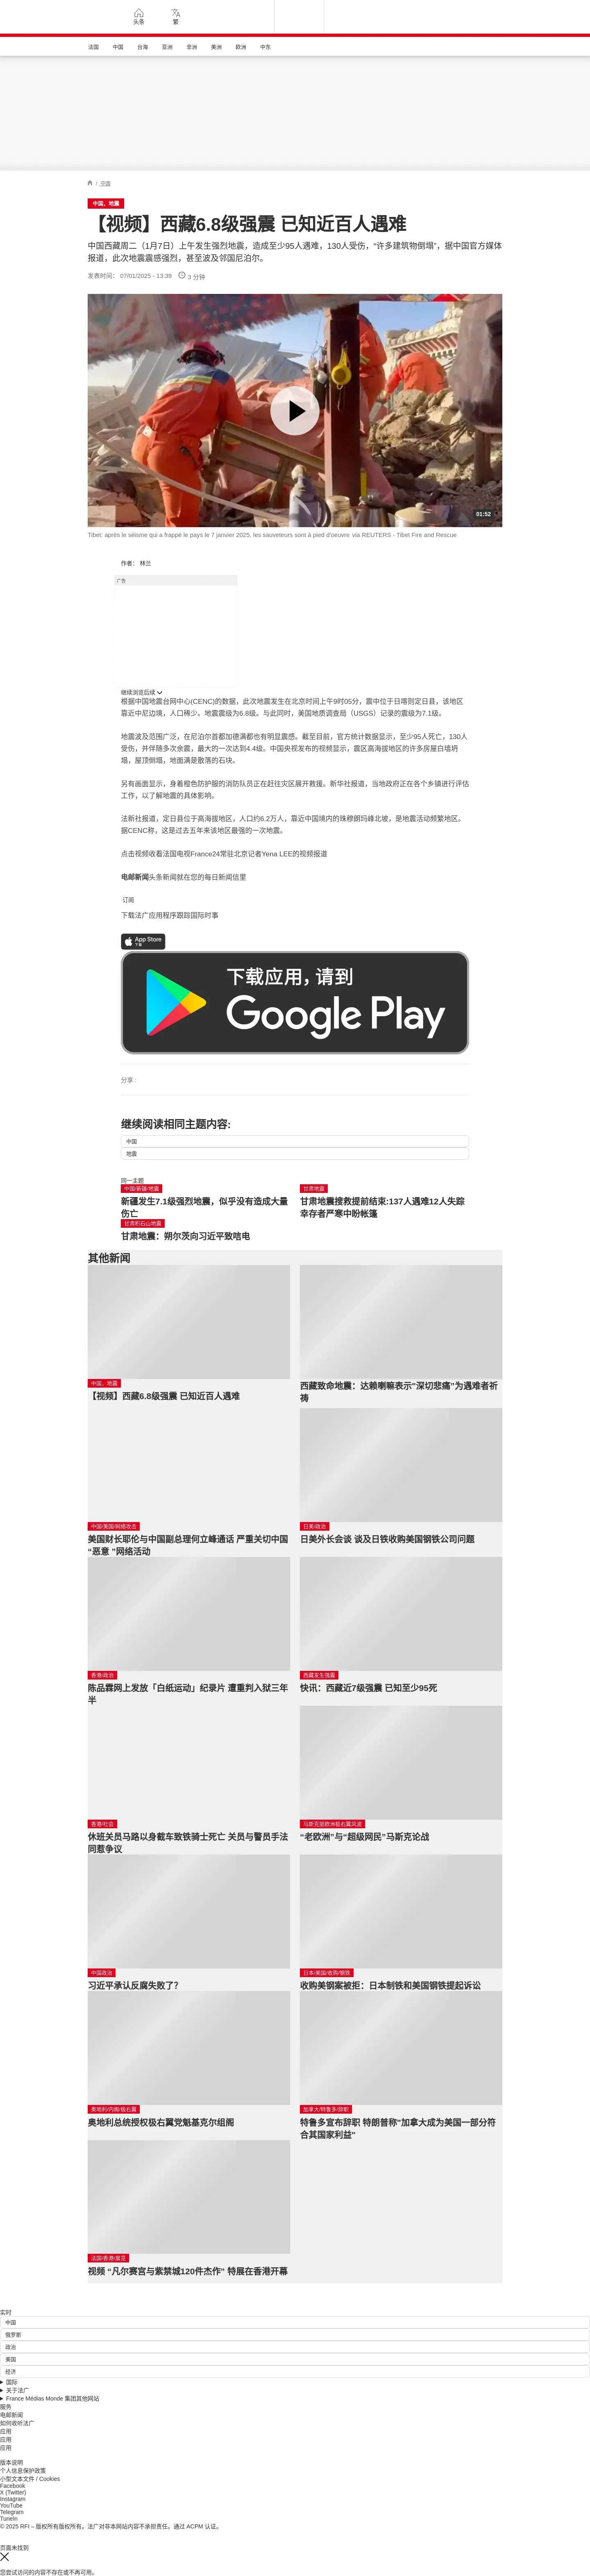 头条
繁
法国
中国
台海
亚洲
非洲
美洲
欧洲
中东
/ 中国
中国，地震
【视频】西藏6.8级强震 已知近百人遇难
中国西藏周二（1月7日）上午发生强烈地震，造成至少95人遇难，130人受伤，“许多建筑物倒塌”，据中国官方媒体
报道，此次地震震感强烈，甚至波及邻国尼泊尔。
发表时间： 07/01/2025 - 13:39
3 分钟
01:52
Tibet: après le séisme qui a frappé le pays le 7 janvier 2025, les sauveteurs sont à pied d'oeuvre via REUTERS - Tibet Fire and Rescue
作者： 林兰
广告
继续浏览后续
根据中国地震台网中心(CENC)的数据，此次地震发生在北京时间上午9时05分，震中位于日喀则定日县，该地区
靠近中尼边境，人口稀少。地震震级为6.8级。与此同时，美国地质调查局（USGS）记录的震级为7.1级。
地震波及范围广泛，在尼泊尔首都加德满都也有明显震感。截至目前，官方统计数据显示，至少95人死亡，130人
受伤，并伴随多次余震，最大的一次达到4.4级。中国央视发布的视频显示，震区高海拔地区的许多房屋白墙坍
塌，屋顶倒塌，地面满是散落的石块。
另有画面显示，身着橙色防护服的消防队员正在赶往灾区展开救援。新华社报道，当地政府正在各个乡镇进行评估
工作，以了解地震的具体影响。
法新社报道，定日县位于高海拔地区，人口约6.2万人，靠近中国境内的珠穆朗玛峰北坡，是地震活动频繁地区。
据CENC称，这是过去五年来该地区最强的一次地震。
点击视频收看法国电视France24常驻北京记者Yena LEE的视频报道
电邮新闻头条新闻就在您的每日新闻信里
订阅
下载法广应用程序跟踪国际时事
App Store
下载
下载应用，请到
Google Play
分享 :
继续阅读相同主题内容:
中国
地震
同一主题
中国/新疆/地震
新疆发生7.1级强烈地震，似乎没有造成大量
伤亡
甘肃地震
甘肃地震搜救提前结束:137人遇难12人失踪
幸存者严寒中盼帐篷
甘肃积石山地震
甘肃地震：朔尔茨向习近平致唁电
其他新闻
中国，地震
【视频】西藏6.8级强震 已知近百人遇难
西藏致命地震：达赖喇嘛表示"深切悲痛"为遇难者祈
祷
中国/美国/网络攻击
美国财长耶伦与中国副总理何立峰通话 严重关切中国
“恶意 ”网络活动
日美/政治
日美外长会谈 谈及日铁收购美国钢铁公司问题
香港/政治
陈品霖网上发放「白纸运动」纪录片 遭重判入狱三年
半
西藏发生强震
快讯：西藏近7级强震 已知至少95死
香港/社会
休班关员马路以身截车致铁骑士死亡 关员与警员手法
同惹争议
马斯克挺欧洲极右翼风波
“老欧洲”与“超级网民”马斯克论战
中国政治
习近平承认反腐失败了？
日本/美国/收购/钢铁
收购美钢案被拒：日本制铁和美国钢铁提起诉讼
奥地利/内阁/极右翼
奥地利总统授权极右翼党魁基克尔组阁
加拿大/特鲁多/辞职
特鲁多宣布辞职 特朗普称"加拿大成为美国一部分符
合其国家利益"
法国/香港/展览
视频 “凡尔赛宫与紫禁城120件杰作” 特展在香港开幕
实时
中国
俄罗斯
政治
美国
经济
国际
关于法广
France Médias Monde 集团其他网站
服务
电邮新闻
如何收听法广
应用
应用
应用
版本说明
个人信息保护政策
小型文本文件 / Cookies
Facebook
X (Twitter)
Instagram
YouTube
Telegram
TuneIn
© 2025 RFI – 版权所有版权所有。法广对非本网站内容不承担责任。通过 ACPM 认证。
页面未找到
您尝试访问的内容不存在或不再可用。